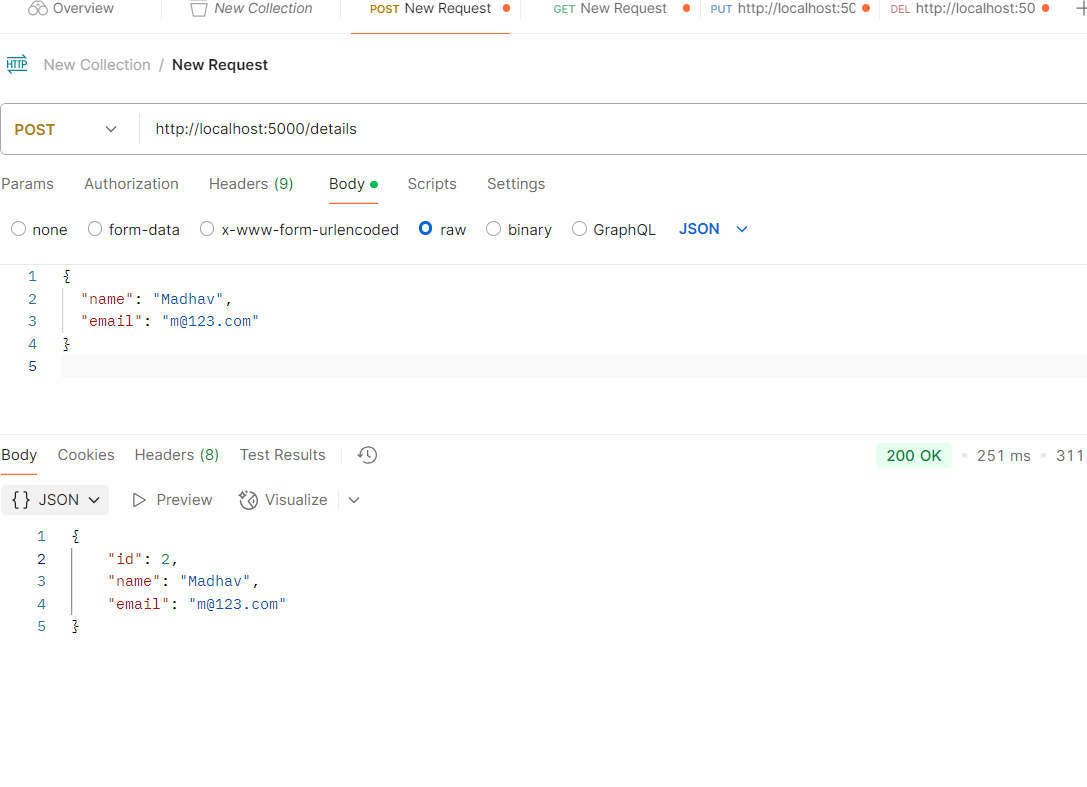 Overview New Collection POST New Request GET New Request PUT http://localhost:50 DEL http://localhost:50
HTTP New Collection / New Request
POST http://localhost:5000/details
Params Authorization Headers (9) Body Scripts Settings
none form-data x-www-form-urlencoded raw binary GraphQL JSON
1 {
2 "name": "Madhav",
3 "email": "m@123.com"
4 }
5
Body Cookies Headers (8) Test Results 200 OK • 251 ms • 311
{} JSON Preview Visualize
1 {
2 "id": 2,
3 "name": "Madhav",
4 "email": "m@123.com"
5 }